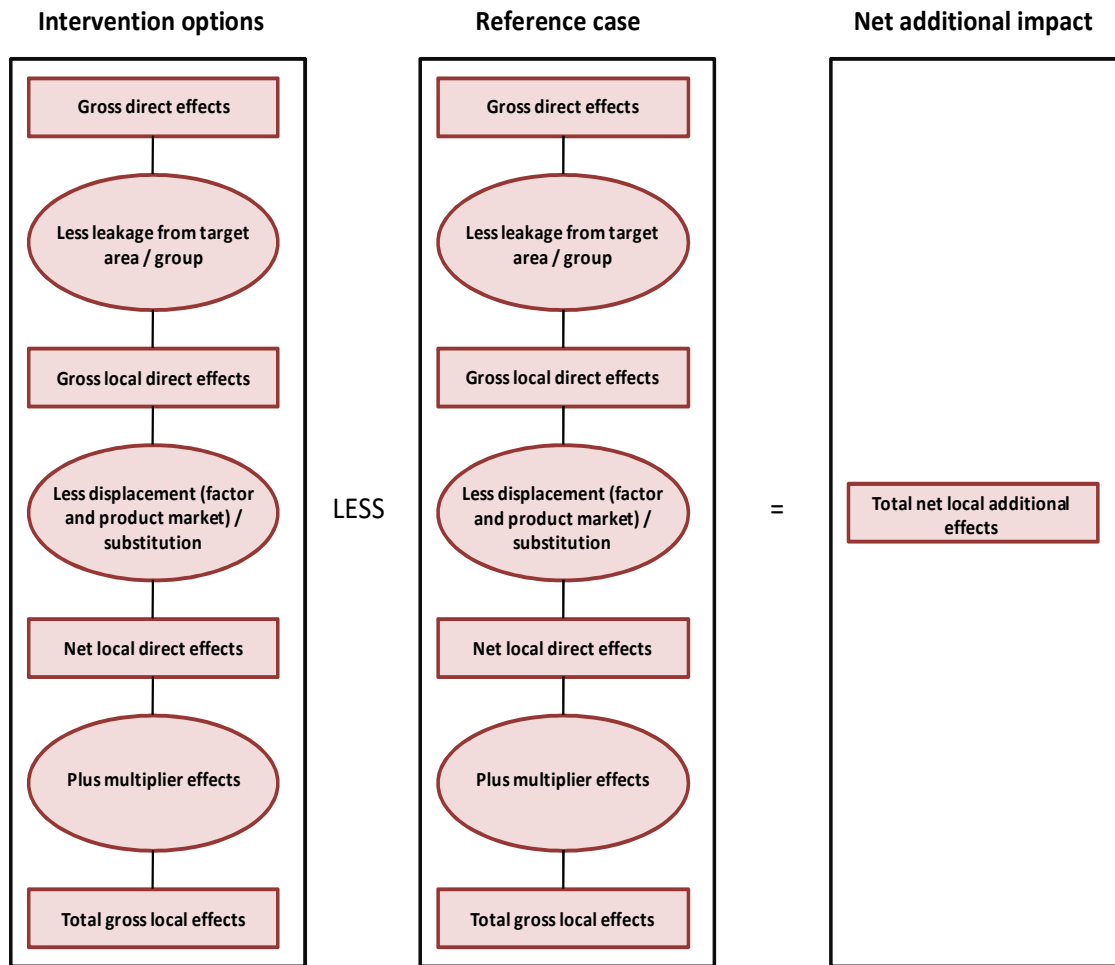 Intervention options
Gross direct effects
Less leakage from target
area / group
Gross local direct effects
Less displacement (factor
and product market) /
substitution
Net local direct effects
Plus multiplier effects
Total gross local effects
LESS
Reference case
Gross direct effects
Less leakage from target
area / group
Gross local direct effects
Less displacement (factor
and product market) /
substitution
Net local direct effects
Plus multiplier effects
Total gross local effects
=
Net additional impact
Total net local additional
effects